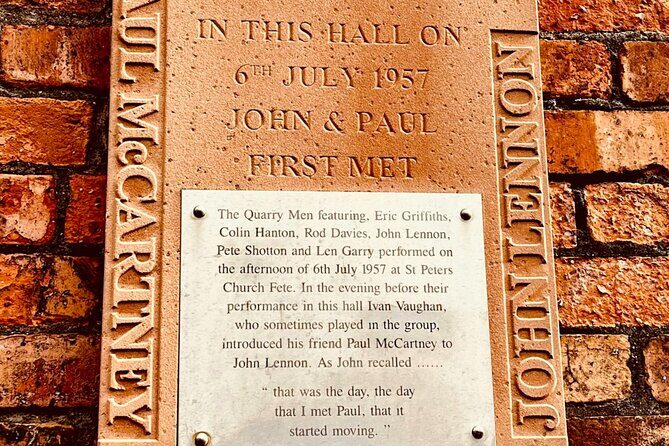 PAUL McCARTNEY
IN THIS HALL ON
6TH JULY 1957
JOHN & PAUL
FIRST MET
The Quarry Men featuring, Eric Griffiths,
Colin Hanton, Rod Davies, John Lennon,
Pete Shotton and Len Garry performed on
the afternoon of 6th July 1957 at St Peters
Church Fete. In the evening before their
performance in this hall Ivan Vaughan,
who sometimes played in the group,
introduced his friend Paul McCartney to
John Lennon. As John recalled ......
“ that was the day, the day
that I met Paul, that it
started moving. ”
JOHN LENNON